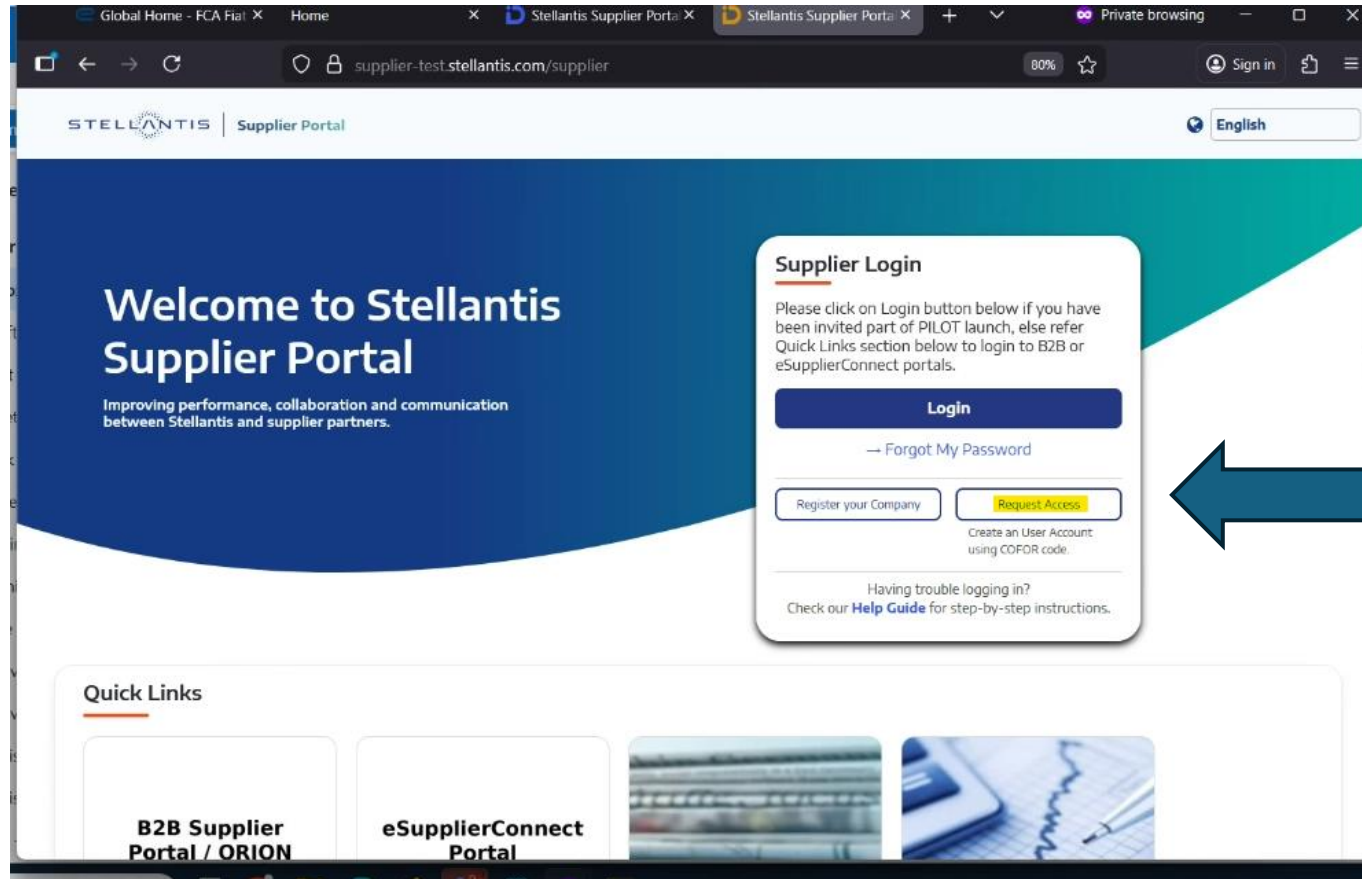 Global Home - FCA Fiat
Home
Stellantis Supplier Porta
Stellantis Supplier Porta
Private browsing
supplier-test.stellantis.com/supplier
80%
Sign in
STELLANTIS
Supplier Portal
English
Welcome to Stellantis
Supplier Portal
Improving performance, collaboration and communication
between Stellantis and supplier partners.
Supplier Login
Please click on Login button below if you have
been invited part of PILOT launch, else refer
Quick Links section below to login to B2B or
eSupplierConnect portals.
Login
→ Forgot My Password
Register your Company
Request Access
Create an User Account
using COFOR code.
Having trouble logging in?
Check our Help Guide for step-by-step instructions.
Quick Links
B2B Supplier
Portal / ORION
eSupplierConnect
Portal